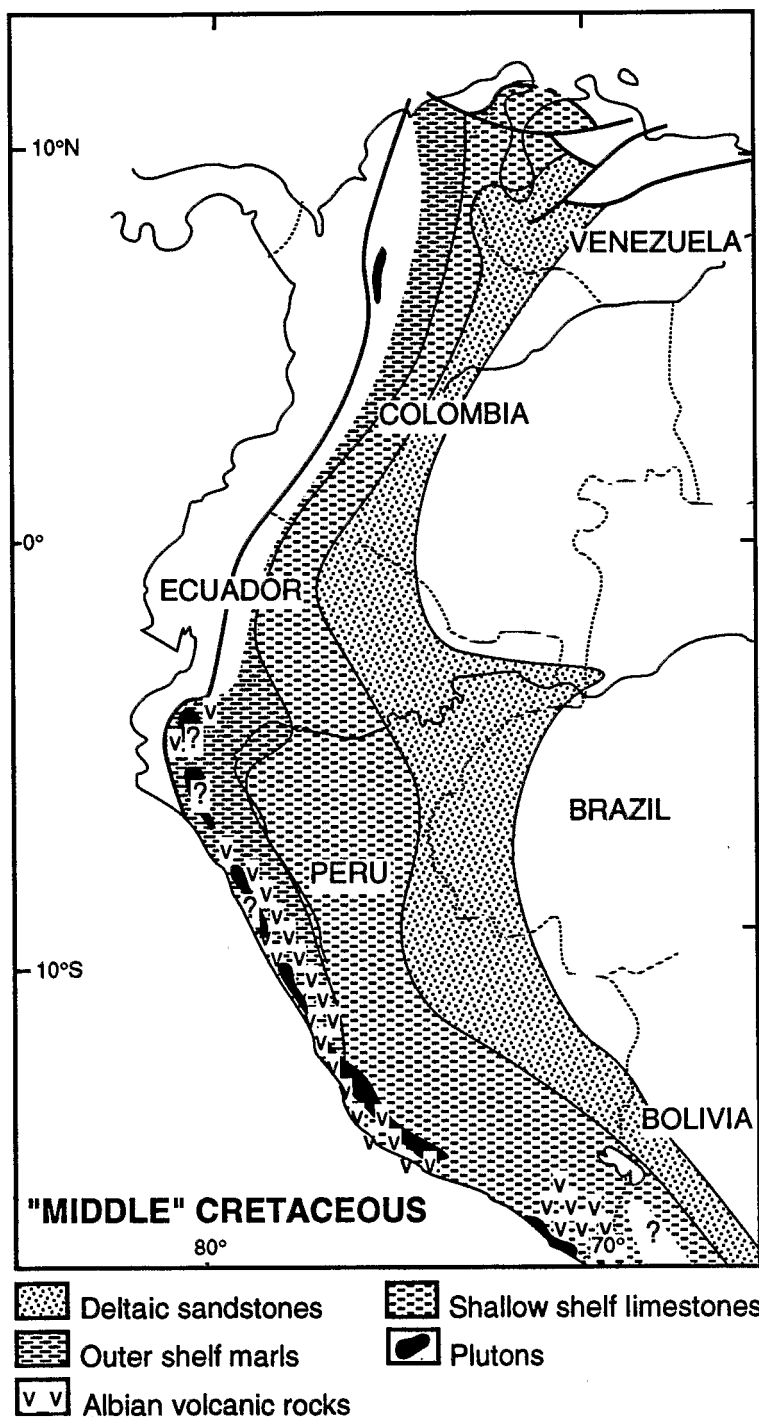 10°N
VENEZUELA
COLOMBIA
0°
ECUADOR
V
V ?
?
BRAZIL
PERU
?
10°S
BOLIVIA
"MIDDLE" CRETACEOUS
?
80°
70°
Deltaic sandstones
Shallow shelf limestones
Outer shelf marls
Plutons
V V Albian volcanic rocks